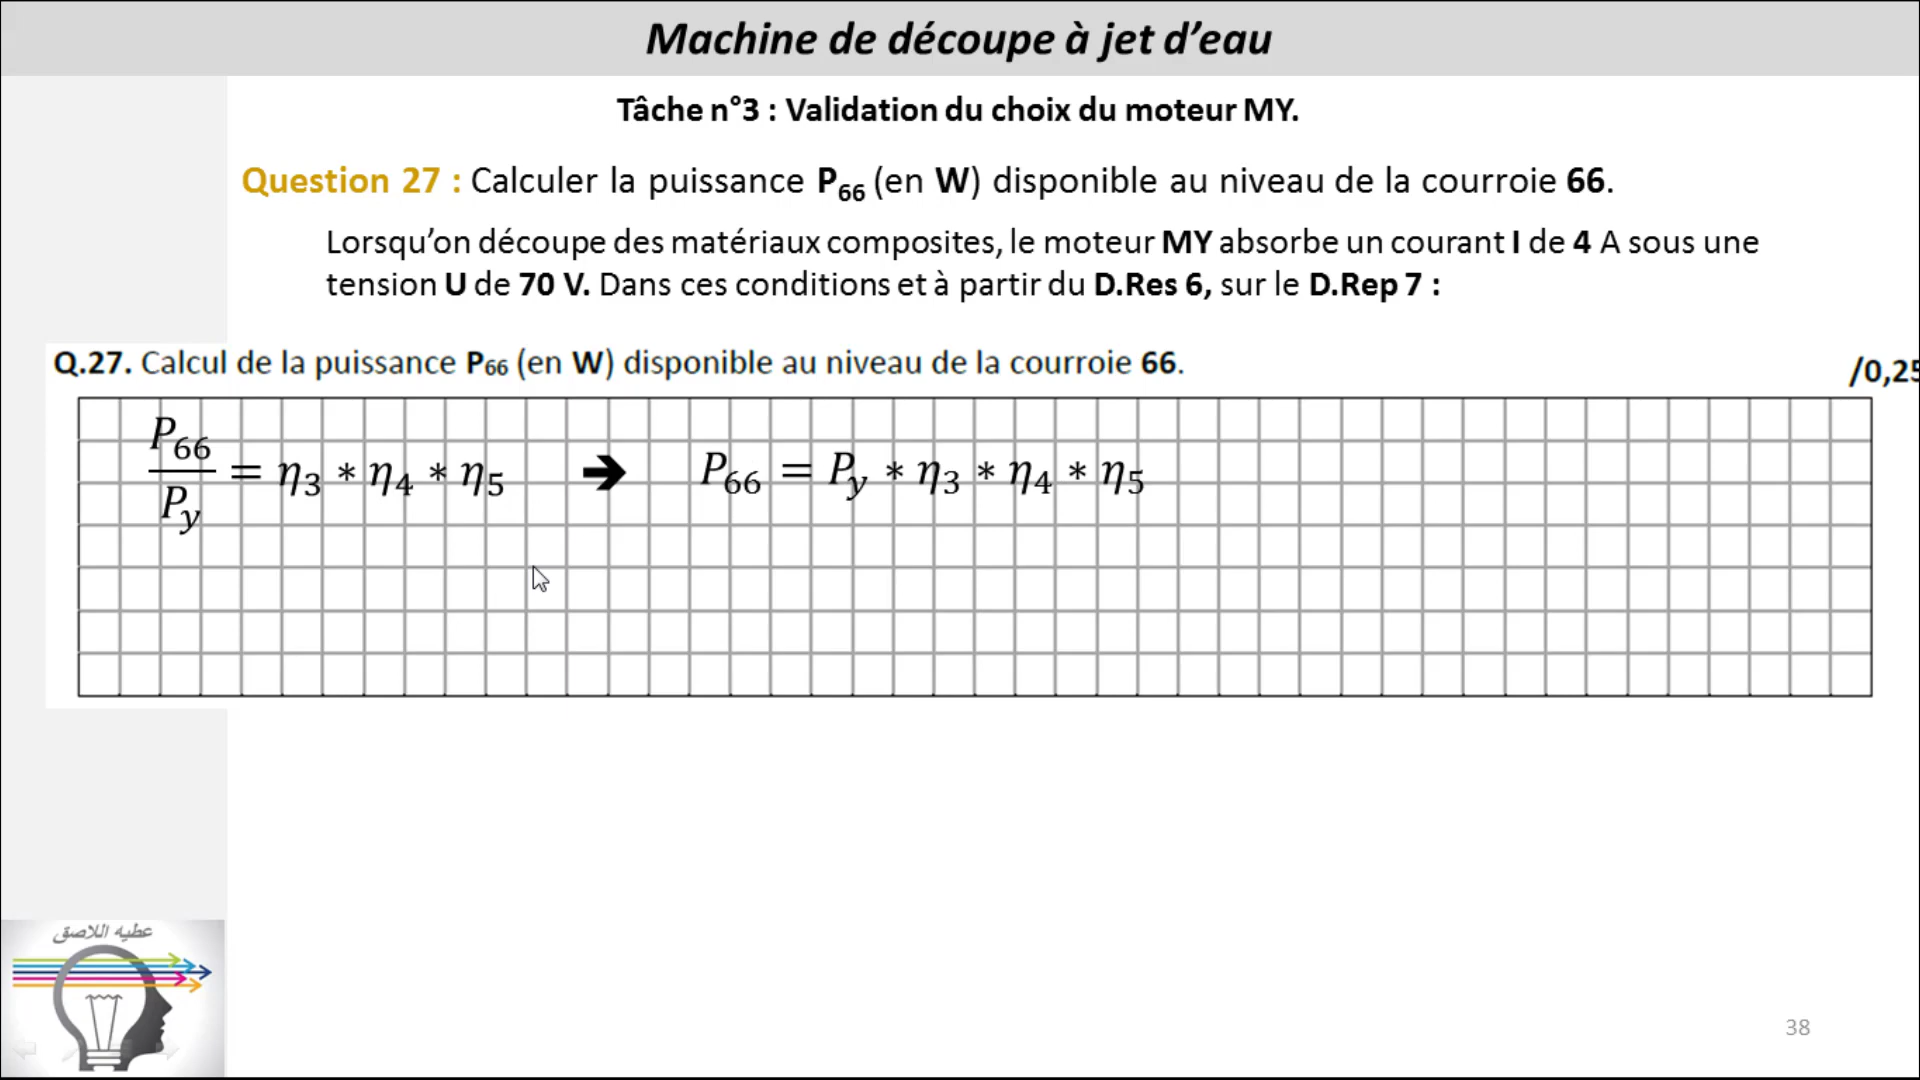 Machine de découpe à jet d’eau
Tâche n°3 : Validation du choix du moteur MY.
Question 27 : Calculer la puissance P66 (en W) disponible au niveau de la courroie 66.
Lorsqu’on découpe des matériaux composites, le moteur MY absorbe un courant I de 4 A sous une
tension U de 70 V. Dans ces conditions et à partir du D.Res 6, sur le D.Rep 7 :
Q.27. Calcul de la puissance P66 (en W) disponible au niveau de la courroie 66.
/0,25
P66/Py = η3 * η4 * η5 ➔ P66 = Py * η3 * η4 * η5
عطيه اللاصق
38